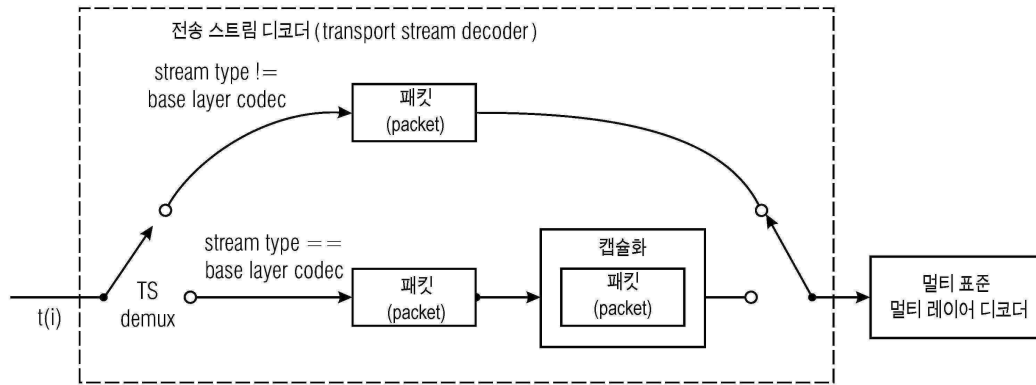 전송 스트림 디코더 (transport stream decoder)
stream type !=
base layer codec
패킷
(packet)
stream type ==
base layer codec
캡슐화
패킷
(packet)
패킷
(packet)
TS
demux
t(i)
멀티 표준
멀티 레이어 디코더